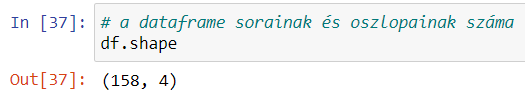 In [37]: # a dataframe sorainak és oszlopainak száma
df.shape
Out[37]: (158, 4)